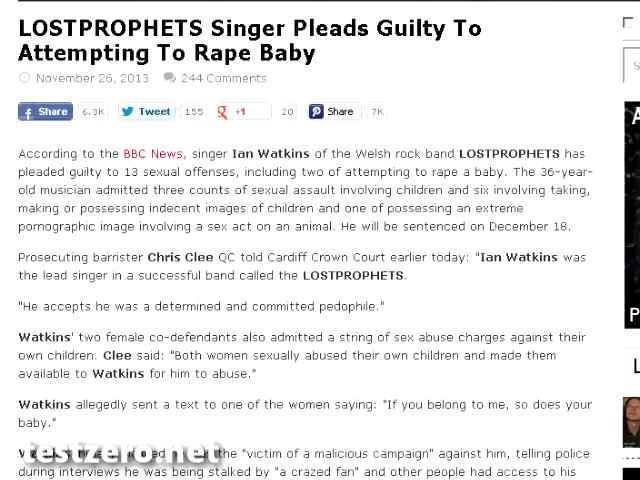 LOSTPROPHETS Singer Pleads Guilty To
Attempting To Rape Baby
November 26, 2013 244 Comments
Share 6.3K Tweet 155 +1 20 Share 7K
According to the BBC News, singer Ian Watkins of the Welsh rock band LOSTPROPHETS has
pleaded guilty to 13 sexual offenses, including two of attempting to rape a baby. The 36-year-
old musician admitted three counts of sexual assault involving children and six involving taking,
making or possessing indecent images of children and one of possessing an extreme
pornographic image involving a sex act on an animal. He will be sentenced on December 18.
Prosecuting barrister Chris Clee QC told Cardiff Crown Court earlier today: "Ian Watkins was
the lead singer in a successful band called the LOSTPROPHETS.
"He accepts he was a determined and committed pedophile."
Watkins' two female co-defendants also admitted a string of sex abuse charges against their
own children. Clee said: "Both women sexually abused their own children and made them
available to Watkins for him to abuse."
Watkins allegedly sent a text to one of the women saying: "If you belong to me, so does your
baby."
testzero.net
the "victim of a malicious campaign" against him, telling police
during interviews he was being stalked by "a crazed fan" and other people had access to his